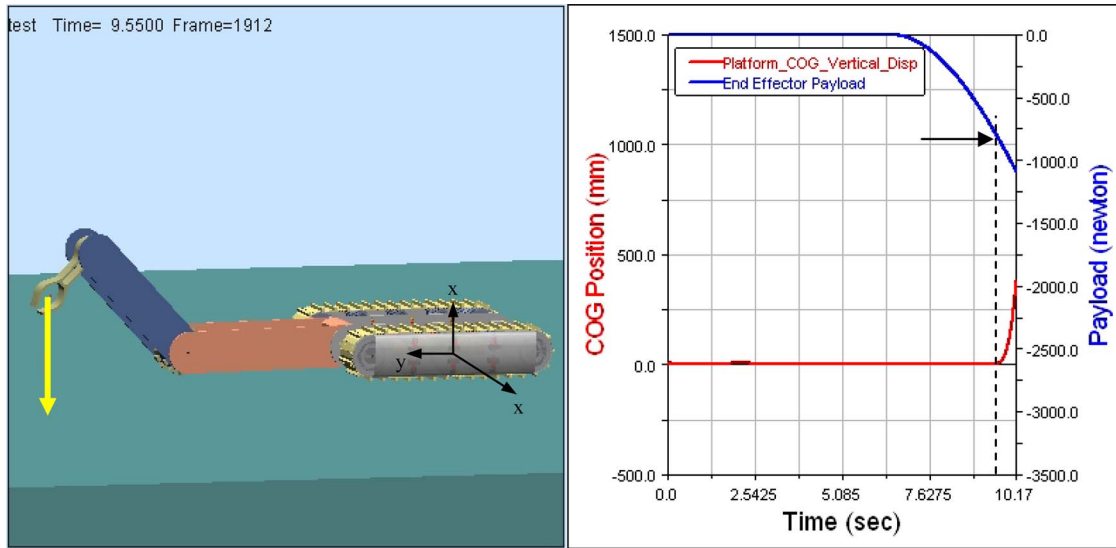 test Time= 9.5500 Frame=1912
x
y
x
1500.0
1000.0
500.0
0.0
-500.0
COG Position (mm)
Platform_COG_Vertical_Disp
End Effector Payload
0.0
-500.0
-1000.0
-1500.0
-2000.0
-2500.0
-3000.0
-3500.0
Payload (newton)
0.0
2.5425
5.085
7.6275
10.17
Time (sec)